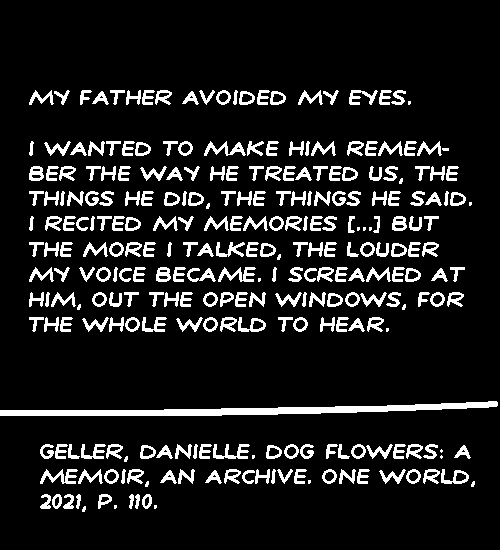 MY FATHER AVOIDED MY EYES.
I WANTED TO MAKE HIM REMEM-
BER THE WAY HE TREATED US, THE
THINGS HE DID, THE THINGS HE SAID.
I RECITED MY MEMORIES [...] BUT
THE MORE I TALKED, THE LOUDER
MY VOICE BECAME. I SCREAMED AT
HIM, OUT THE OPEN WINDOWS, FOR
THE WHOLE WORLD TO HEAR.
GELLER, DANIELLE. DOG FLOWERS: A
MEMOIR, AN ARCHIVE. ONE WORLD,
2021, P. 110.